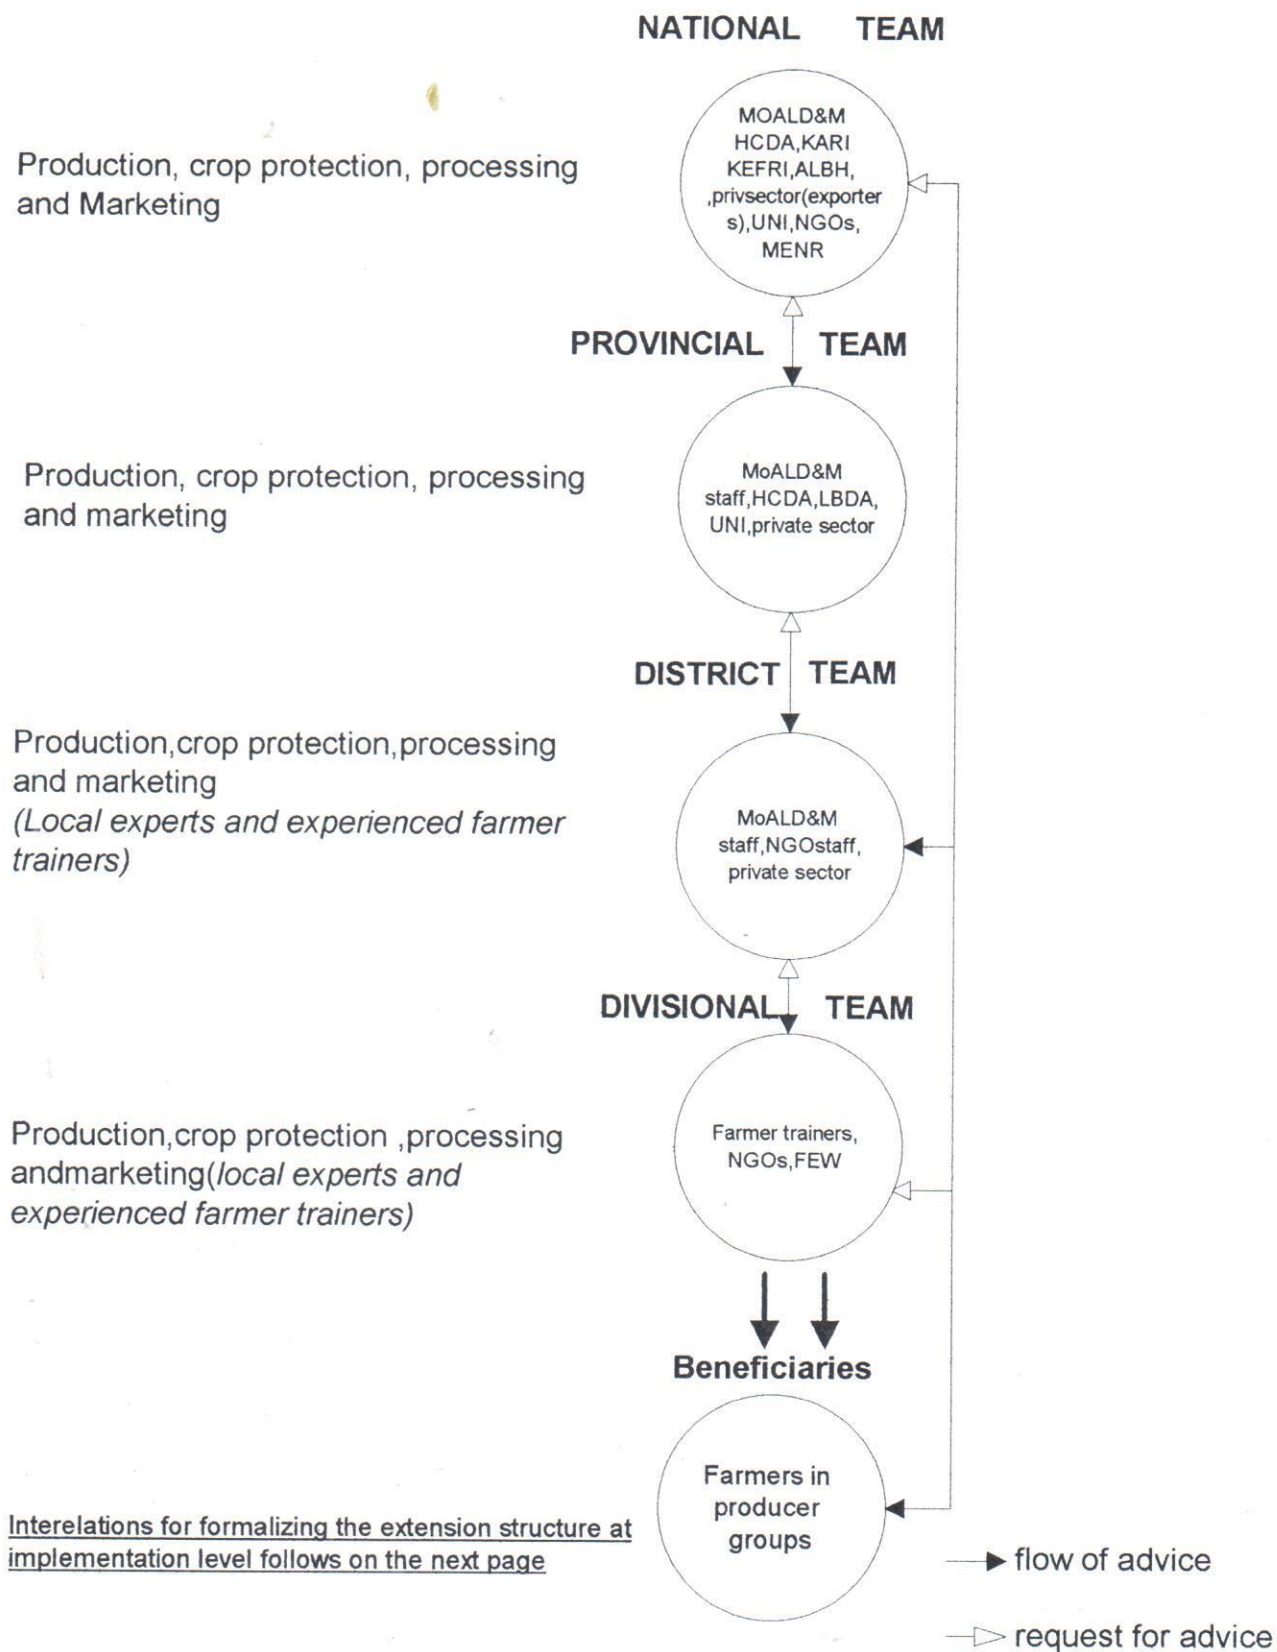 NATIONAL TEAM
MOALD&M
HCDA,KARI
KEFRI,ALBH,
,privsector(exporter
s),UNI,NGOs,
MENR
Production, crop protection, processing
and Marketing
PROVINCIAL TEAM
MoALD&M
staff,HCDA,LBDA,
UNI,private sector
Production, crop protection, processing
and marketing
DISTRICT TEAM
MoALD&M
staff,NGOstaff,
private sector
Production,crop protection,processing
and marketing
(Local experts and experienced farmer
trainers)
DIVISIONAL TEAM
Farmer trainers,
NGOs,FEW
Production,crop protection ,processing
andmarketing(local experts and
experienced farmer trainers)
Beneficiaries
Farmers in
producer
groups
Interelations for formalizing the extension structure at
implementation level follows on the next page
flow of advice
request for advice